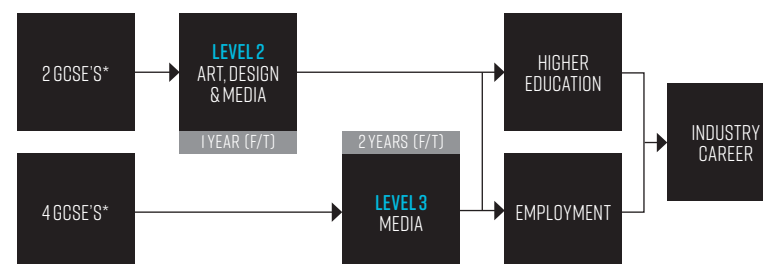 2 GCSE'S*
LEVEL 2
ART, DESIGN
& MEDIA
1 YEAR (F/T)
HIGHER
EDUCATION
INDUSTRY
CAREER
4 GCSE'S*
2 YEARS (F/T)
LEVEL 3
MEDIA
EMPLOYMENT